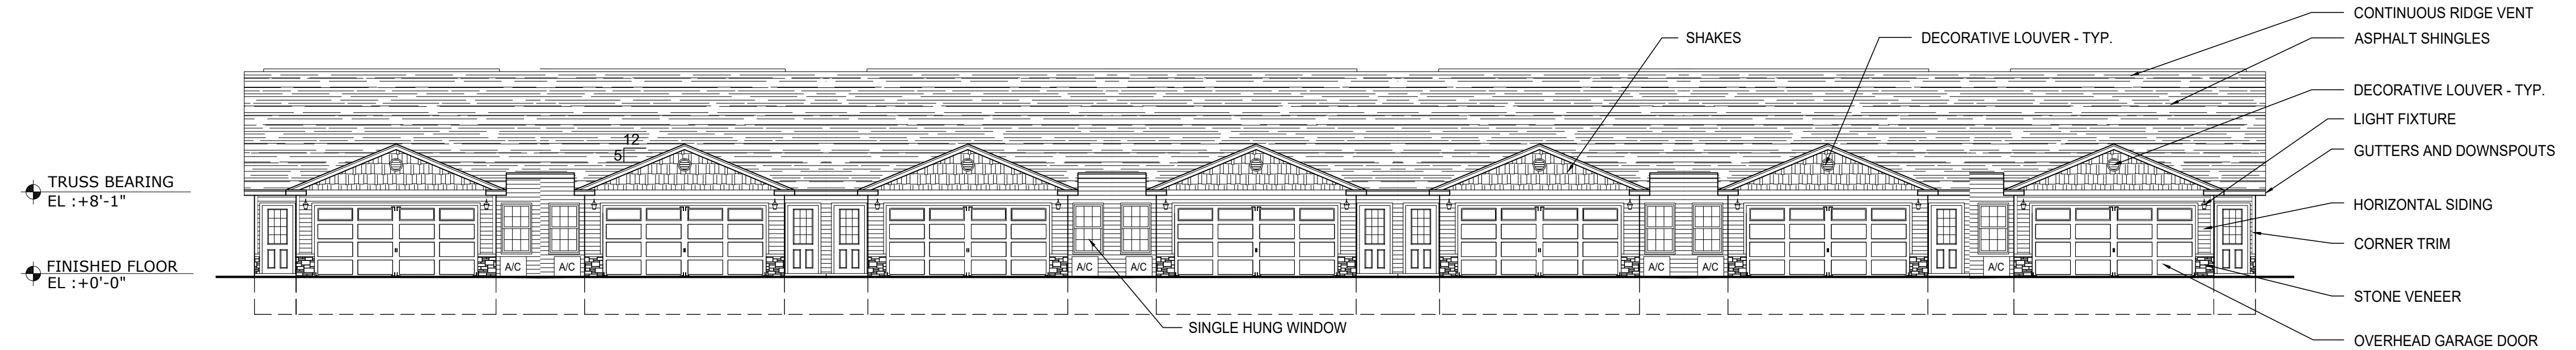 CONTINUOUS RIDGE VENT
SHAKES
DECORATIVE LOUVER - TYP.
ASPHALT SHINGLES
DECORATIVE LOUVER - TYP.
LIGHT FIXTURE
12
5
GUTTERS AND DOWNSPOUTS
TRUSS BEARING
EL :+8'-1"
HORIZONTAL SIDING
CORNER TRIM
FINISHED FLOOR
EL :+0'-0"
A/C
A/C
A/C
A/C
A/C
A/C
A/C
STONE VENEER
SINGLE HUNG WINDOW
OVERHEAD GARAGE DOOR